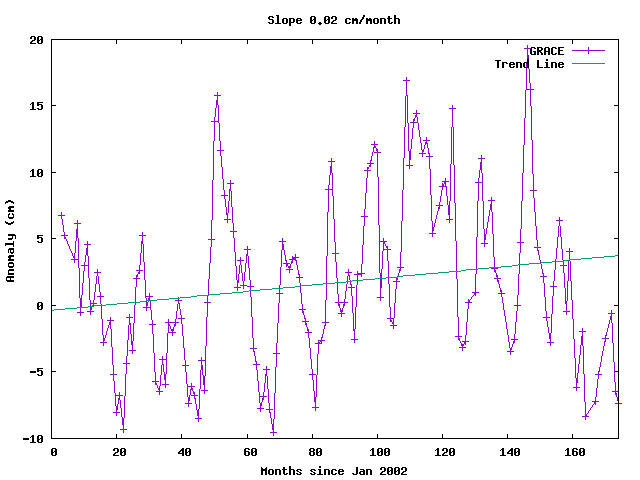 Slope 0.02 cm/month
GRACE
Trend Line
20
15
10
5
0
-5
-10
Anomaly (cm)
0 20 40 60 80 100 120 140 160
Months since Jan 2002